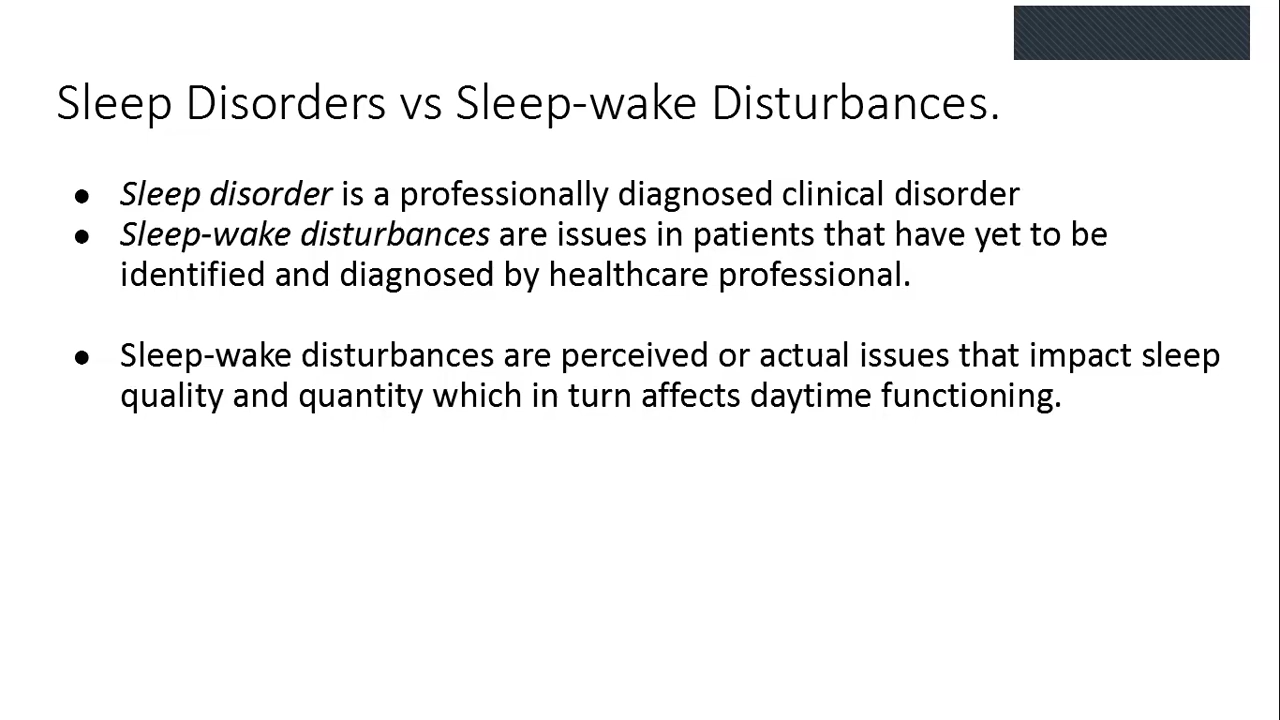 Sleep Disorders vs Sleep-wake Disturbances.
● Sleep disorder is a professionally diagnosed clinical disorder
● Sleep-wake disturbances are issues in patients that have yet to be
identified and diagnosed by healthcare professional.
● Sleep-wake disturbances are perceived or actual issues that impact sleep
quality and quantity which in turn affects daytime functioning.